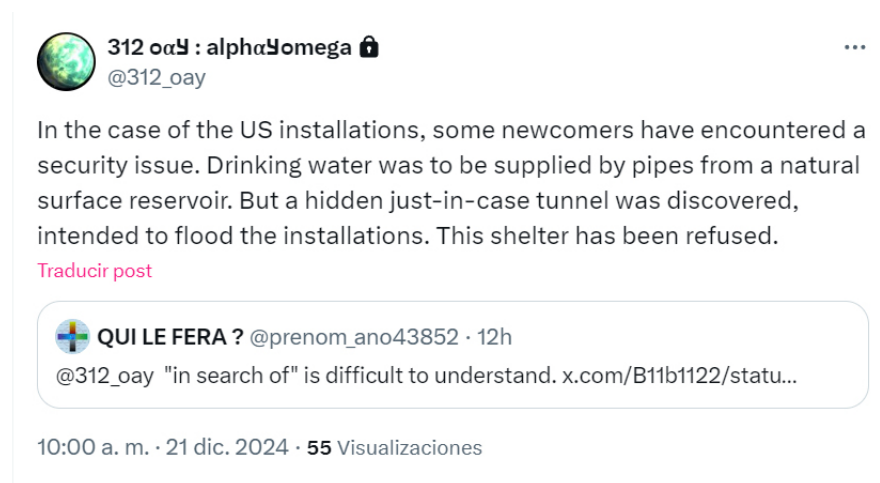 312 oαЧ : alphαЧomega
@312_oay
In the case of the US installations, some newcomers have encountered a
security issue. Drinking water was to be supplied by pipes from a natural
surface reservoir. But a hidden just-in-case tunnel was discovered,
intended to flood the installations. This shelter has been refused.
Traducir post
QUI LE FERA ? @prenom_ano43852 · 12h
@312_oay "in search of" is difficult to understand. x.com/B11b1122/statu...
10:00 a. m. · 21 dic. 2024 · 55 Visualizaciones